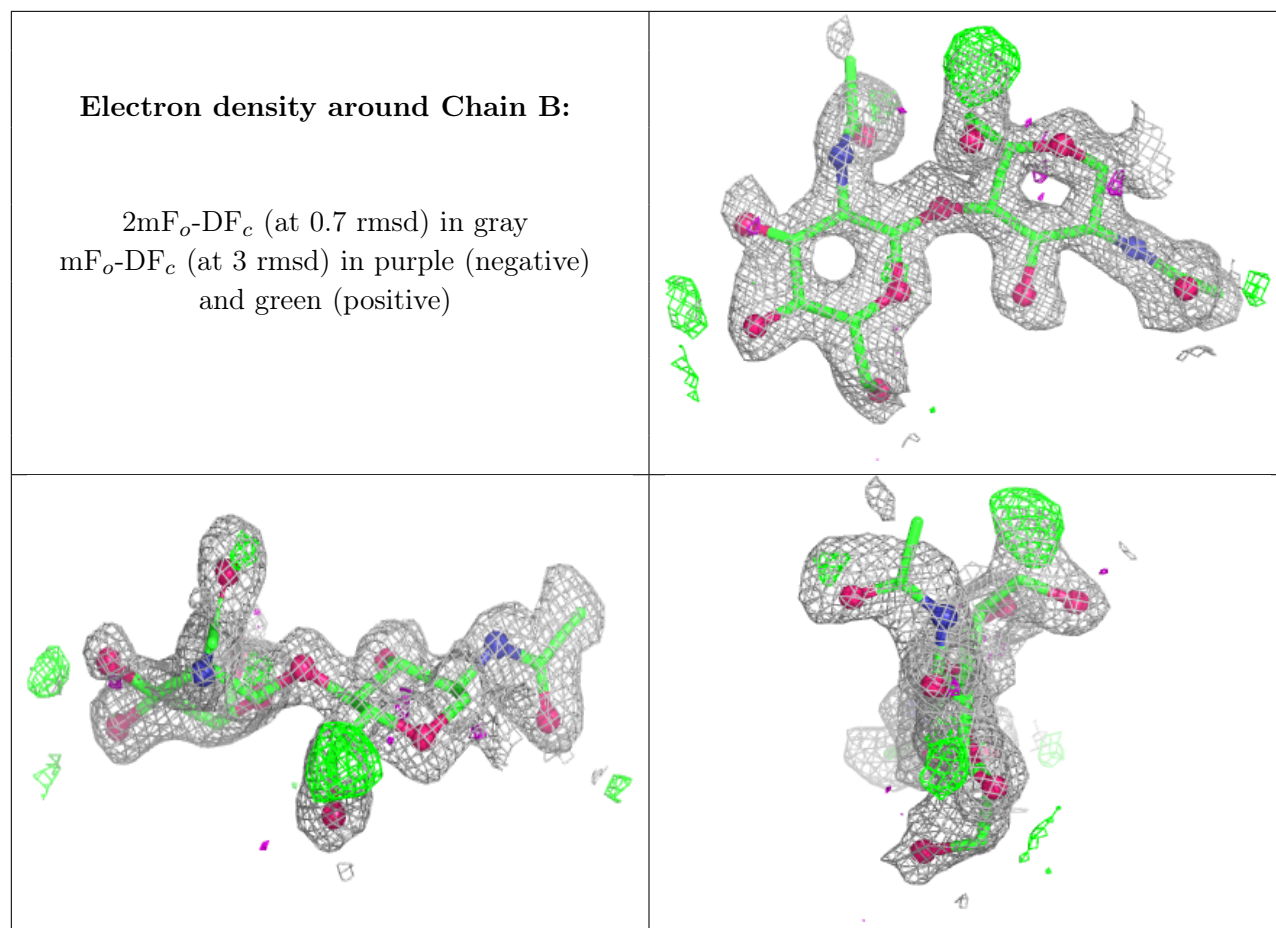 Electron density around Chain B:
2mFo-DFc (at 0.7 rmsd) in gray
mFo-DFc (at 3 rmsd) in purple (negative)
and green (positive)